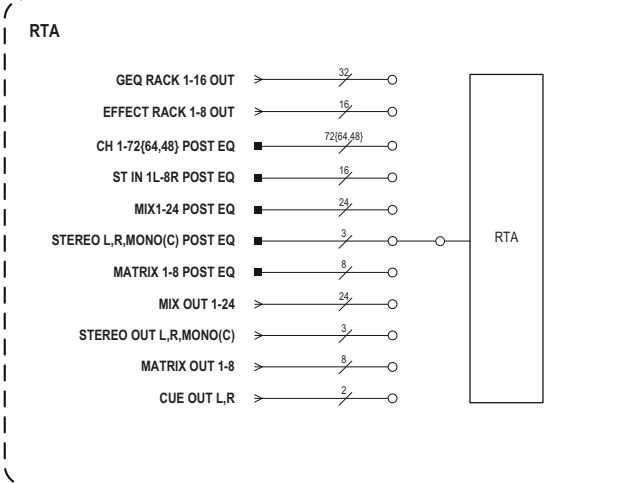 RTA
GEQ RACK 1-16 OUT 32
EFFECT RACK 1-8 OUT 16
CH 1-72{64,48} POST EQ 72{64,48}
ST IN 1L-8R POST EQ 16
MIX1-24 POST EQ 24
STEREO L,R,MONO(C) POST EQ 3 RTA
MATRIX 1-8 POST EQ 8
MIX OUT 1-24 24
STEREO OUT L,R,MONO(C) 3
MATRIX OUT 1-8 8
CUE OUT L,R 2